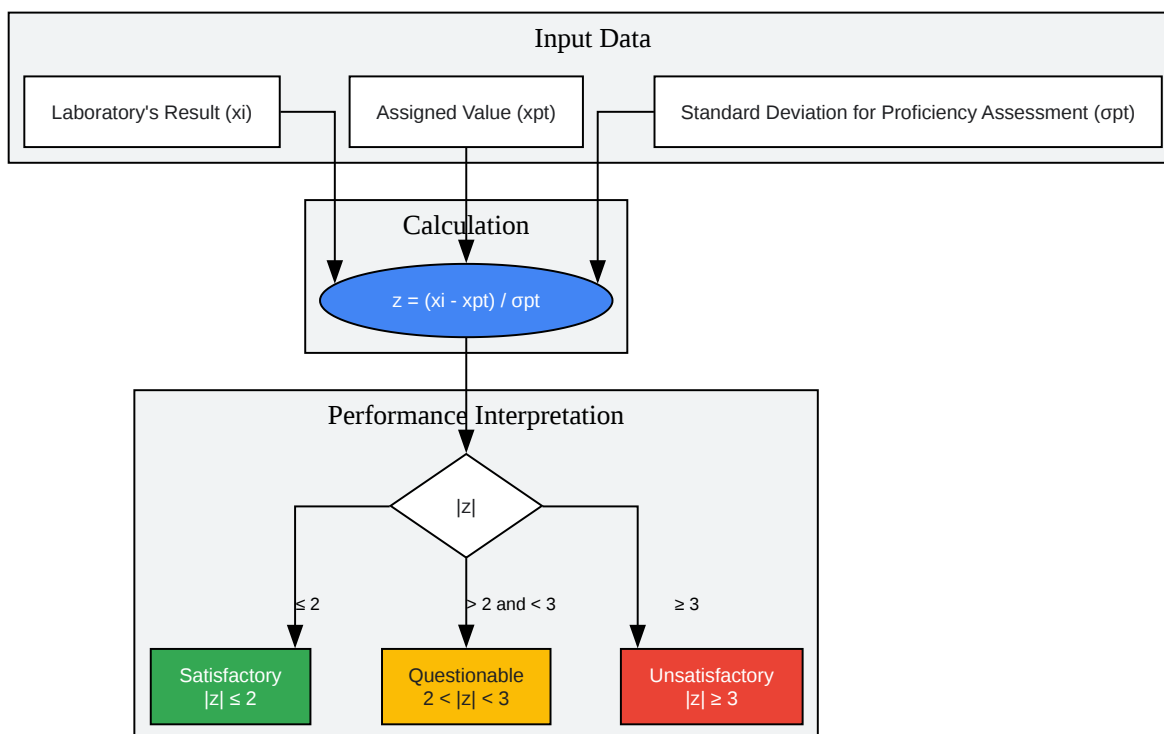 Input Data
Laboratory's Result (xi)
Assigned Value (xpt)
Standard Deviation for Proficiency Assessment (σpt)
Calculation
z = (xi - xpt) / σpt
Performance Interpretation
|z|
≤ 2
> 2 and < 3
≥ 3
Satisfactory
|z| ≤ 2
Questionable
2 < |z| < 3
Unsatisfactory
|z| ≥ 3